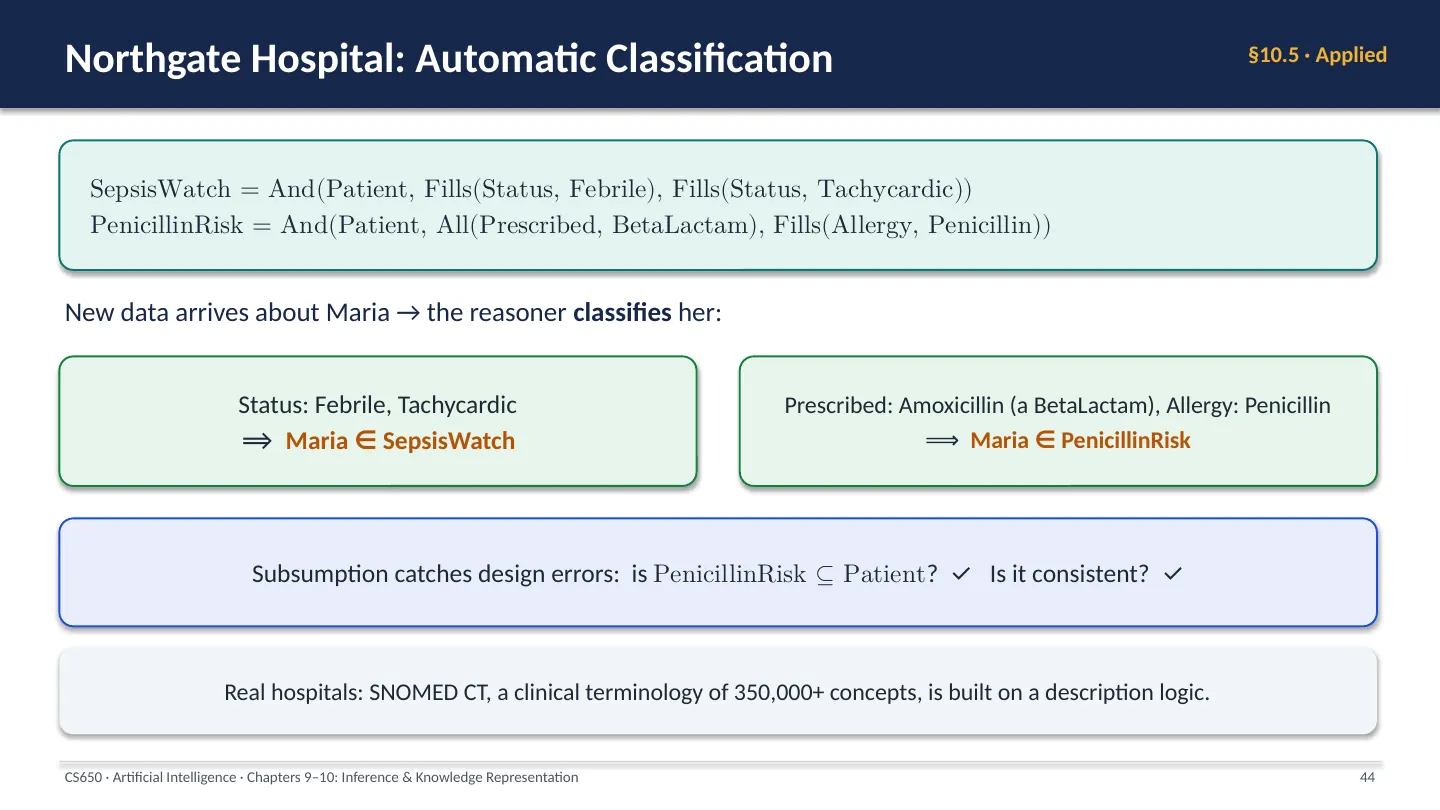 Northgate Hospital: Automatic Classification
§10.5 · Applied
SepsisWatch = And(Patient, Fills(Status, Febrile), Fills(Status, Tachycardic))
PenicillinRisk = And(Patient, All(Prescribed, BetaLactam), Fills(Allergy, Penicillin))
New data arrives about Maria → the reasoner classifies her:
Status: Febrile, Tachycardic
⟹ Maria ∈ SepsisWatch
Prescribed: Amoxicillin (a BetaLactam), Allergy: Penicillin
⟹ Maria ∈ PenicillinRisk
Subsumption catches design errors: is PenicillinRisk ⊆ Patient? ✓ Is it consistent? ✓
Real hospitals: SNOMED CT, a clinical terminology of 350,000+ concepts, is built on a description logic.
CS650 · Artificial Intelligence · Chapters 9–10: Inference & Knowledge Representation
44